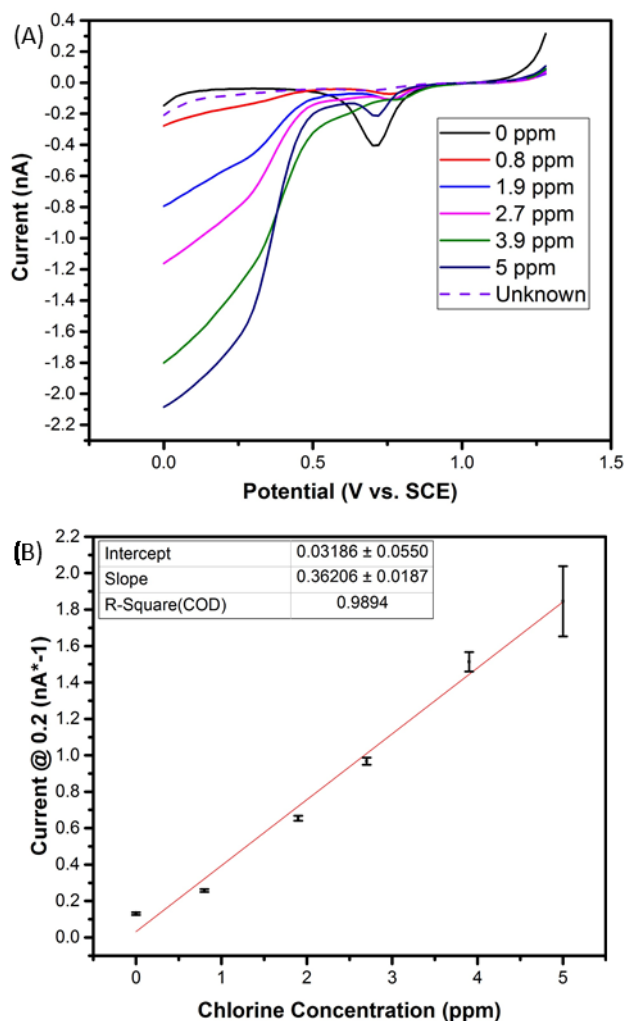 (A)
0.4
0.2
0.0
-0.2
-0.4
-0.6
-0.8
-1.0
-1.2
-1.4
-1.6
-1.8
-2.0
-2.2
Current (nA)
0 ppm
0.8 ppm
1.9 ppm
2.7 ppm
3.9 ppm
5 ppm
Unknown
0.0 0.5 1.0 1.5
Potential (V vs. SCE)
(B)
2.2
2.0
1.8
1.6
1.4
1.2
1.0
0.8
0.6
0.4
0.2
0.0
Current @ 0.2 (nA*-1)
Intercept 0.03186 ± 0.0550
Slope 0.36206 ± 0.0187
R-Square(COD) 0.9894
0 1 2 3 4 5
Chlorine Concentration (ppm)